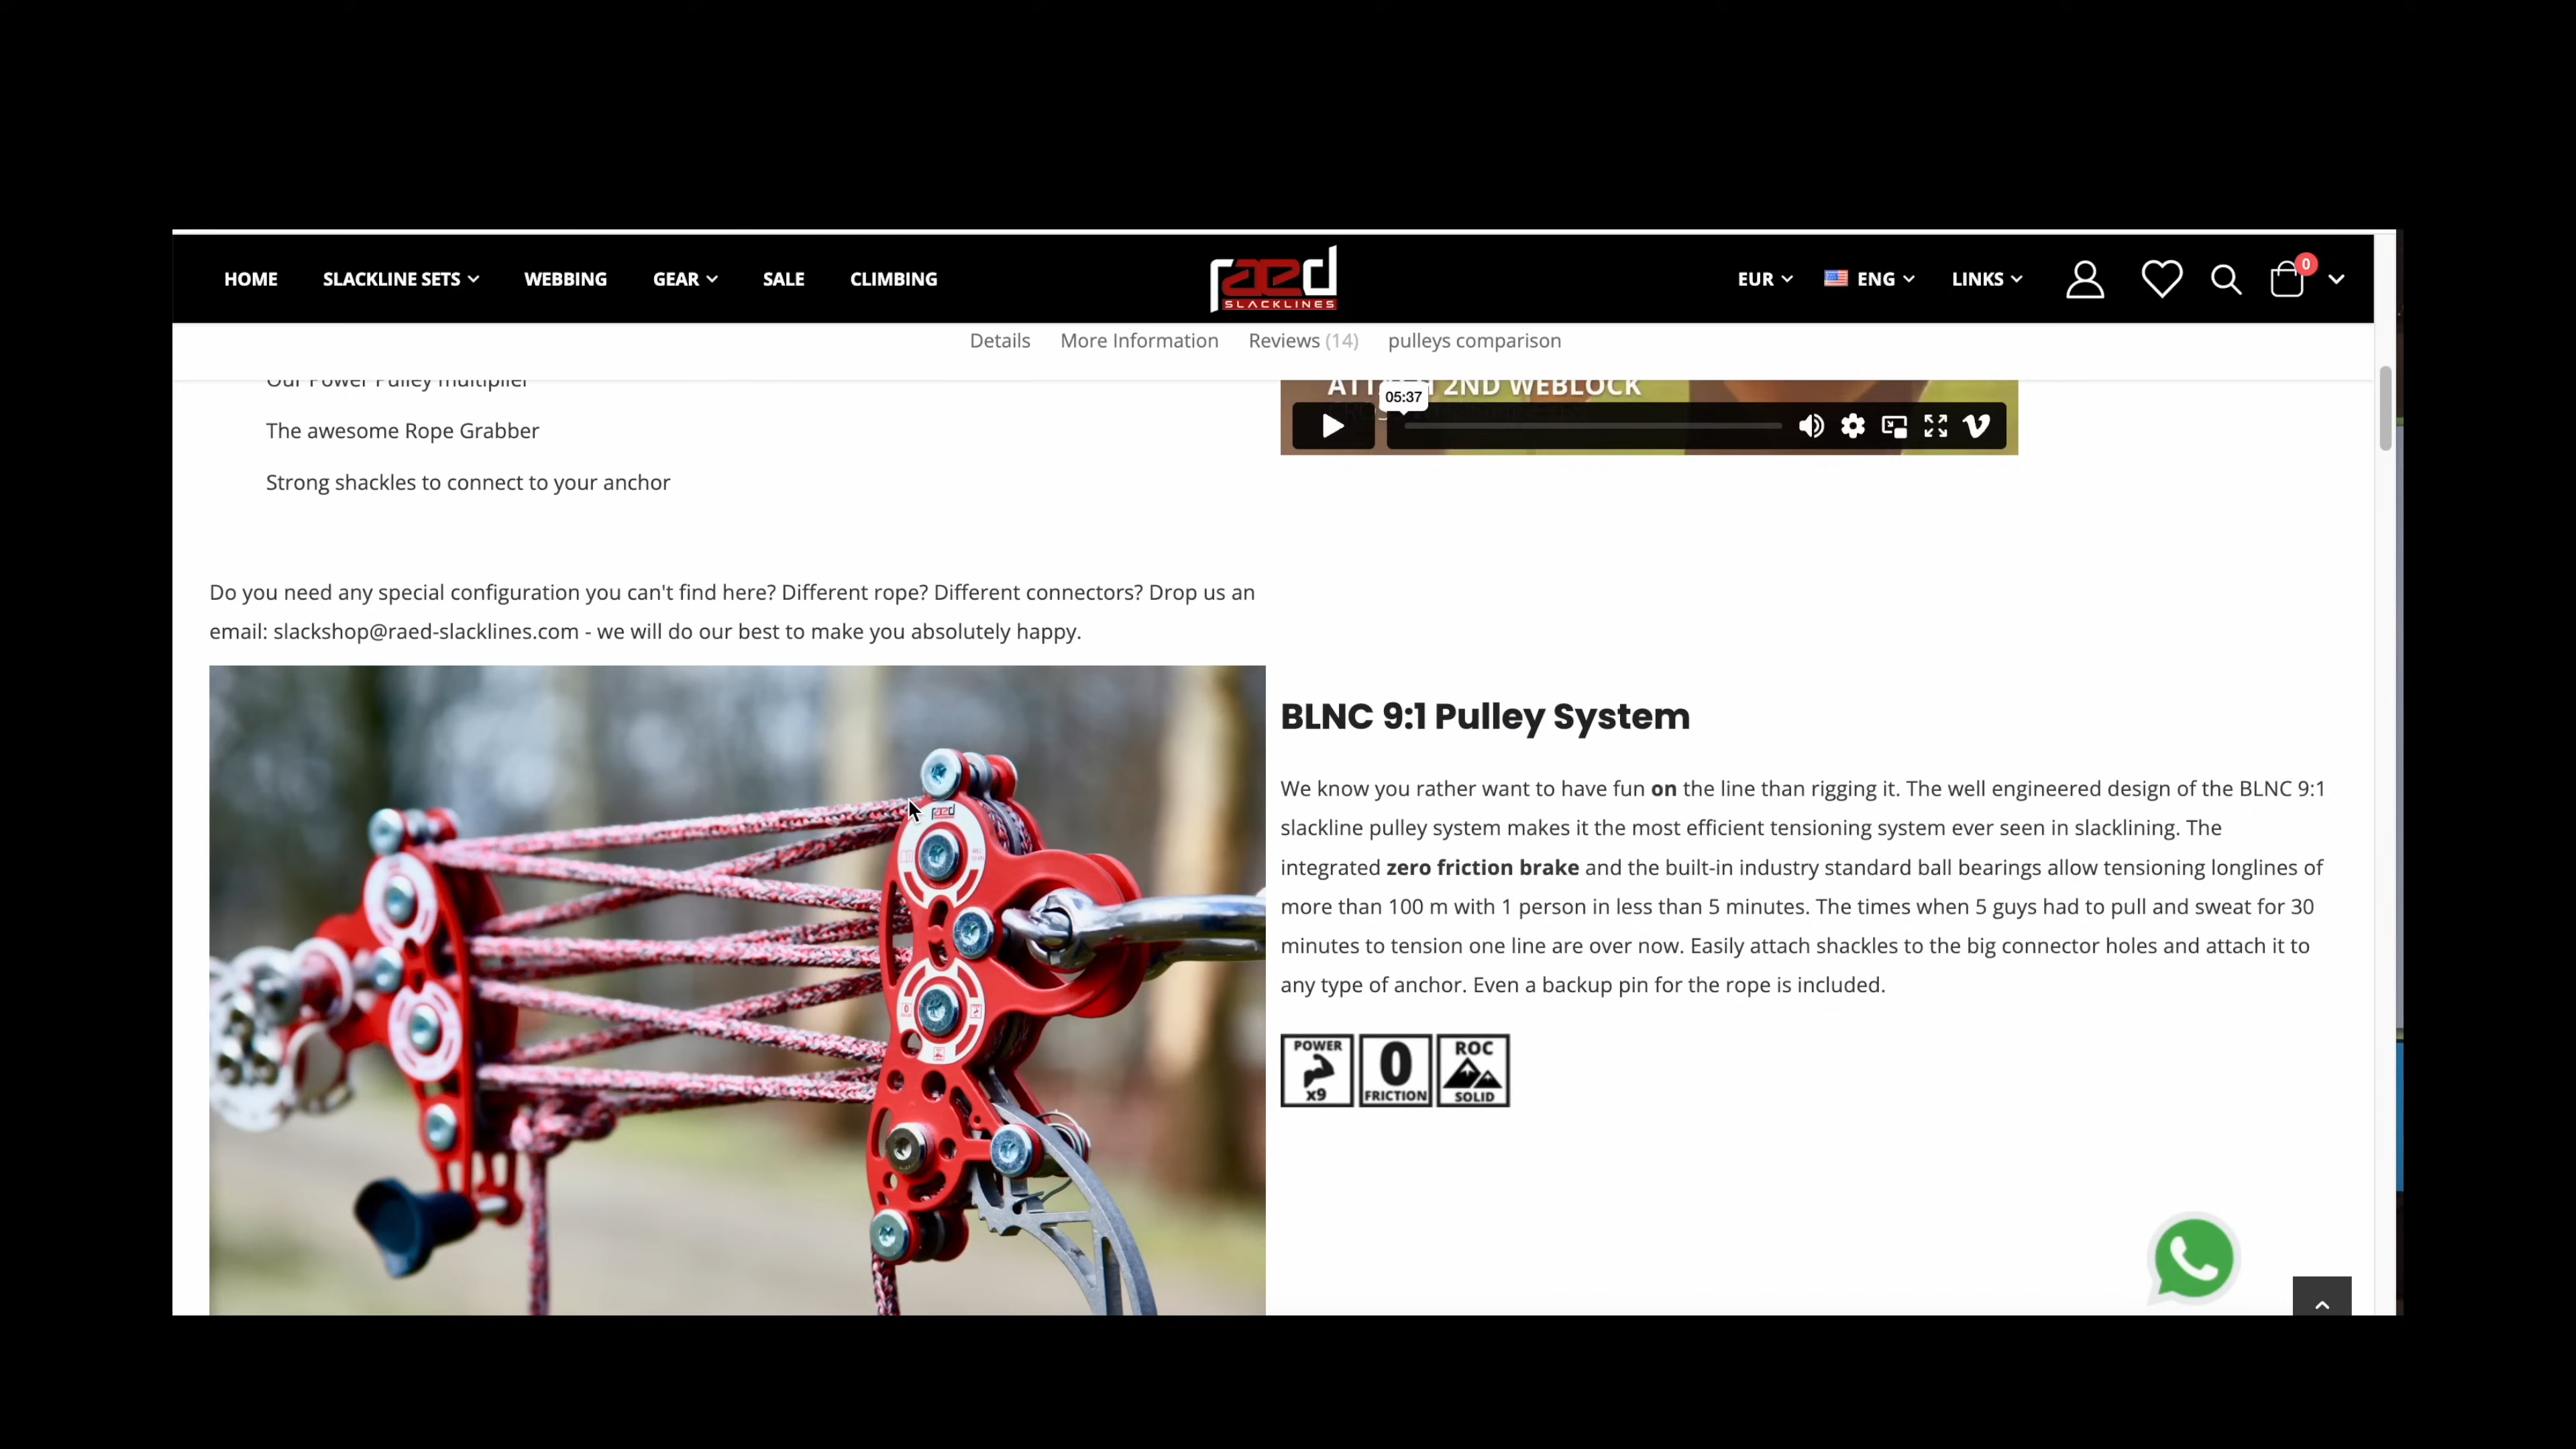 HOME SLACKLINE SETS WEBBING GEAR SALE CLIMBING
raed
SLACKLINES
EUR ENG LINKS 0
Details More Information Reviews (14) pulleys comparison
Our Power Pulley multiplier
The awesome Rope Grabber
Strong shackles to connect to your anchor
2ND WEBLOCK
05:37
Do you need any special configuration you can't find here? Different rope? Different connectors? Drop us an
email: slackshop@raed-slacklines.com - we will do our best to make you absolutely happy.
raed
BLNC 9:1 Pulley System
We know you rather want to have fun on the line than rigging it. The well engineered design of the BLNC 9:1
slackline pulley system makes it the most efficient tensioning system ever seen in slacklining. The
integrated zero friction brake and the built-in industry standard ball bearings allow tensioning longlines of
more than 100 m with 1 person in less than 5 minutes. The times when 5 guys had to pull and sweat for 30
minutes to tension one line are over now. Easily attach shackles to the big connector holes and attach it to
any type of anchor. Even a backup pin for the rope is included.
POWER
x9
0
FRICTION
ROC
SOLID